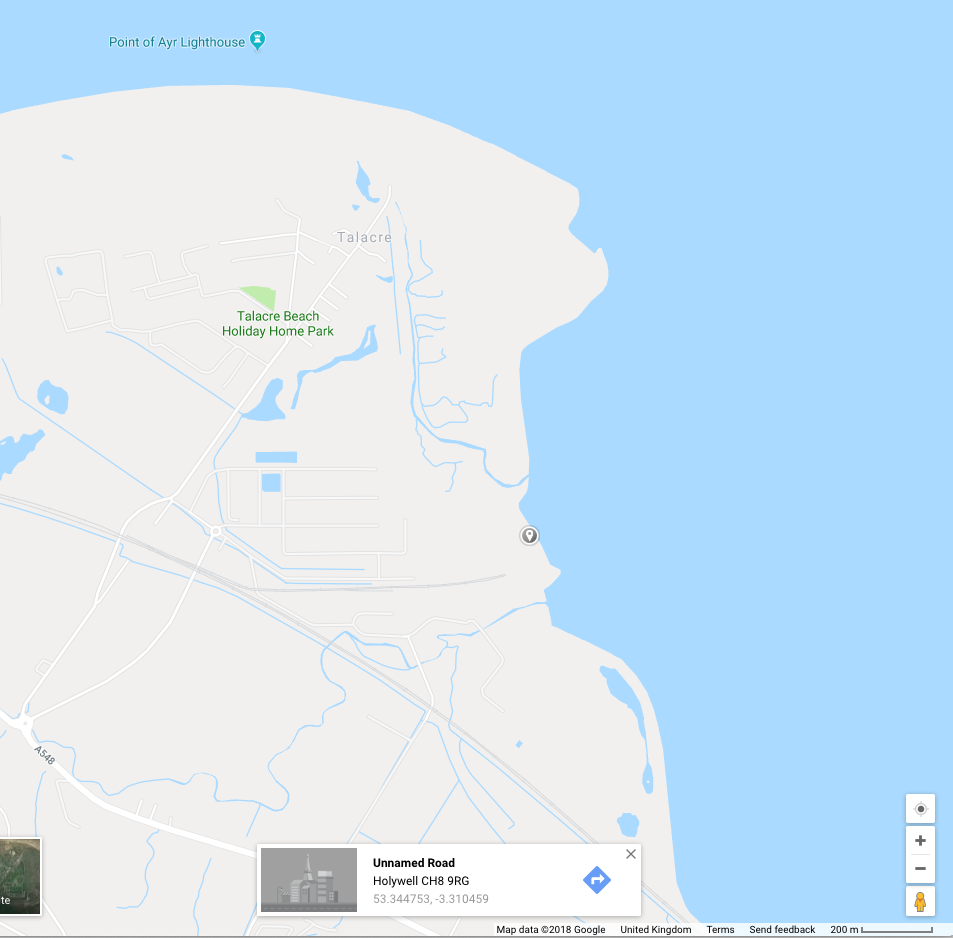 Point of Ayr Lighthouse
Talacre
Talacre Beach
Holiday Home Park
A548
te
Unnamed Road
Holywell CH8 9RG
53.344753, -3.310459
Map data ©2018 Google United Kingdom Terms Send feedback 200 m